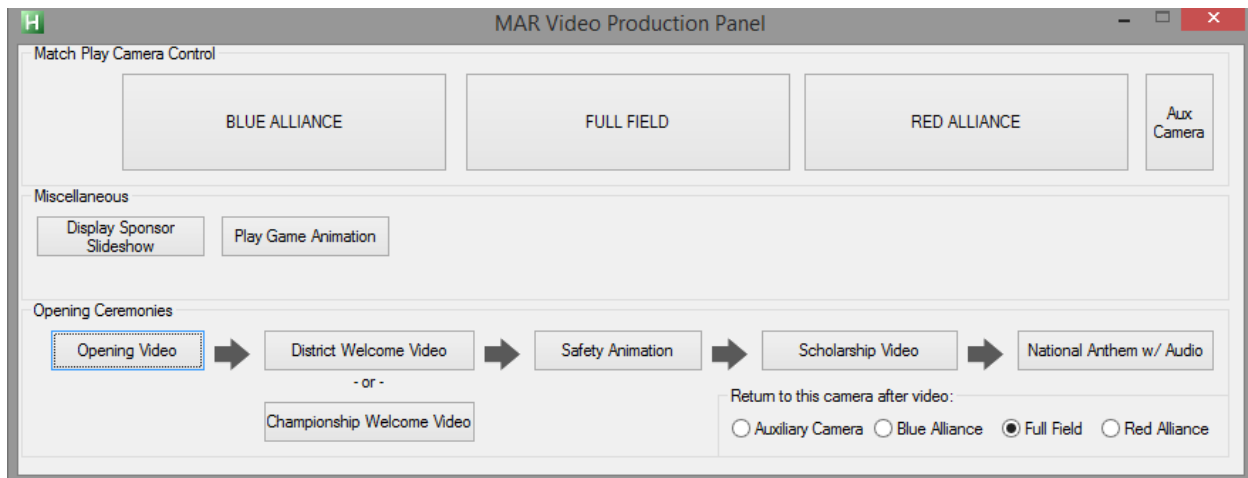 H
MAR Video Production Panel
Match Play Camera Control
BLUE ALLIANCE
FULL FIELD
RED ALLIANCE
Aux
Camera
Miscellaneous
Display Sponsor
Slideshow
Play Game Animation
Opening Ceremonies
Opening Video
District Welcome Video
Safety Animation
Scholarship Video
National Anthem w/ Audio
- or -
Championship Welcome Video
Return to this camera after video:
Auxiliary Camera
Blue Alliance
Full Field
Red Alliance